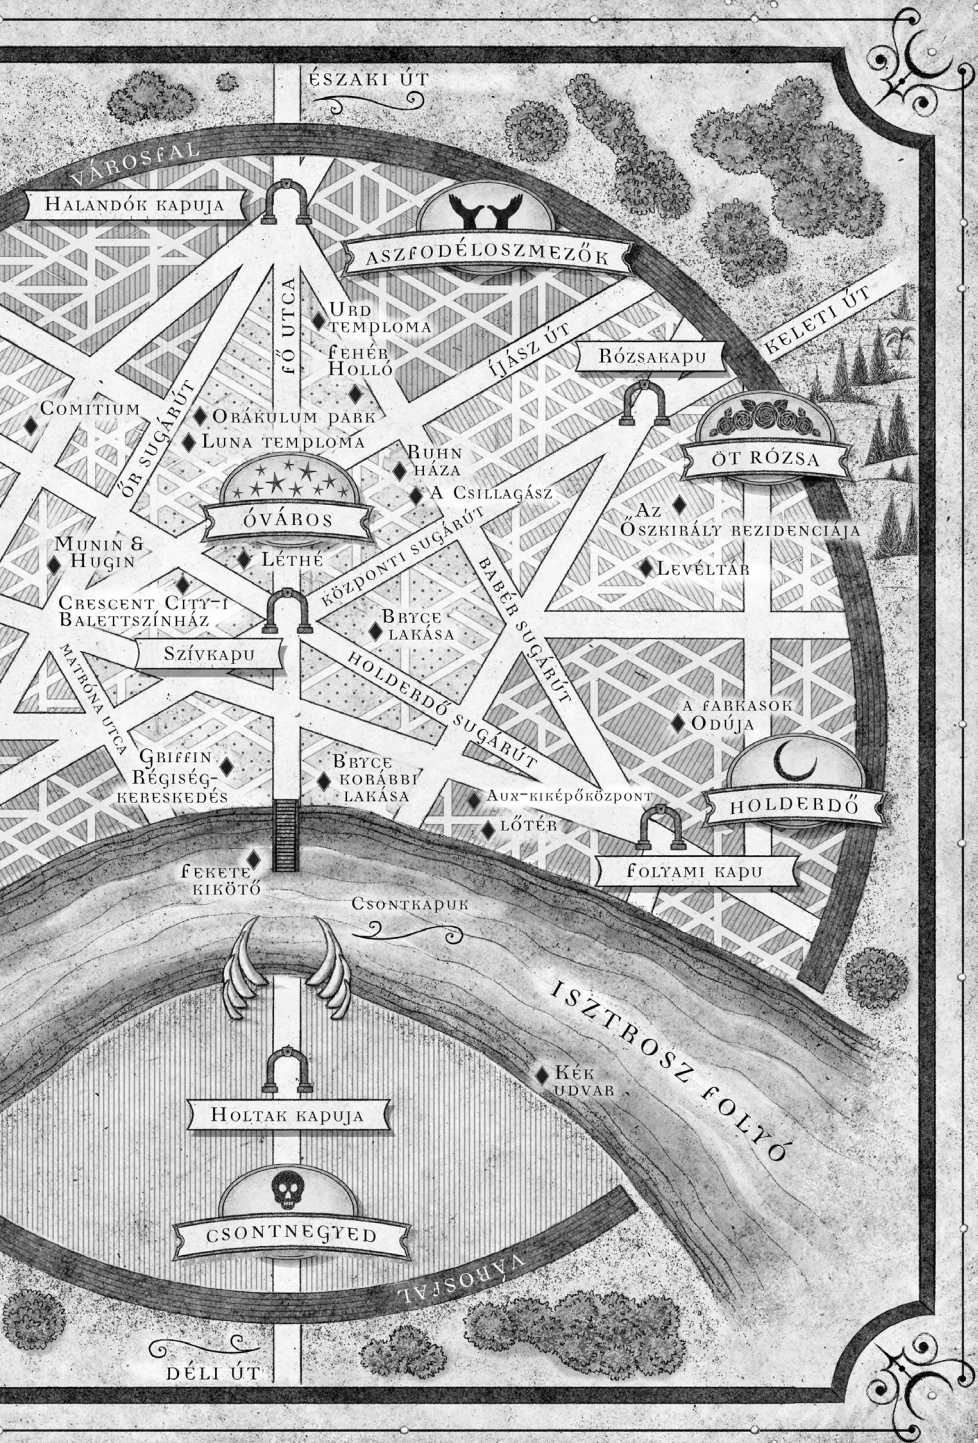 ÉSZAKI ÚT
VÁROSFAL
HALANDÓK KAPUJA
ASZFODÉLOSZMEZŐK
FŐ UTCA
URD
TEMPLOMA
FEHÉR
HOLLÓ
ÍJÁSZ ÚT
RÓZSAKAPU
KELETI ÚT
COMITIUM
ŐR SUGÁRÚT
ORÁKULUM PARK
LUNA TEMPLOMA
RUHN
HÁZA
A CSILLAGÁSZ
ÖT RÓZSA
ÓVÁROS
AZ
ŐSZKIRÁLY REZIDENCIÁJA
MUNIN &
HUGIN
LÉTHÉ
KÖZPONTI SUGÁRÚT
BABÉR SUGÁRÚT
LEVÉLTÁR
CRESCENT CITY-I
BALETTSZÍNHÁZ
BRYCE
LAKÁSA
SZÍVKAPU
MATRÓNA UTCA
HOLDERDŐ SUGÁRÚT
A FARKASOK
ODÚJA
GRIFFIN
RÉGISÉG-
KERESKEDÉS
BRYCE
KORÁBBI
LAKÁSA
AUX-KIKÉPZŐKÖZPONT
LŐTÉR
HOLDERDŐ
FOLYAMI KAPU
FEKETE
KIKÖTŐ
CSONTKAPUK
ISZTROSZ FOLYÓ
KÉK
UDVAR
HOLTAK KAPUJA
CSONTNEGYED
VÁROSFAL
DÉLI ÚT